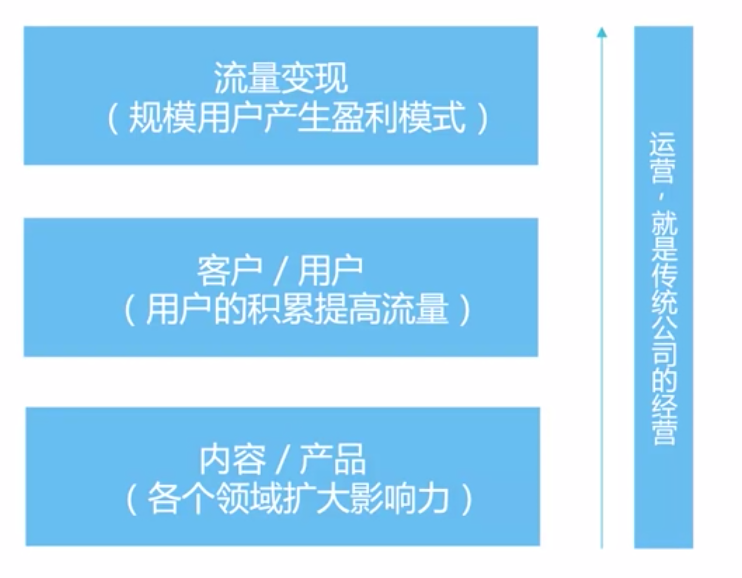 流量变现
（规模用户产生盈利模式）
客户/用户
（用户的积累提高流量）
内容/产品
（各个领域扩大影响力）
运营，就是传统公司的经营